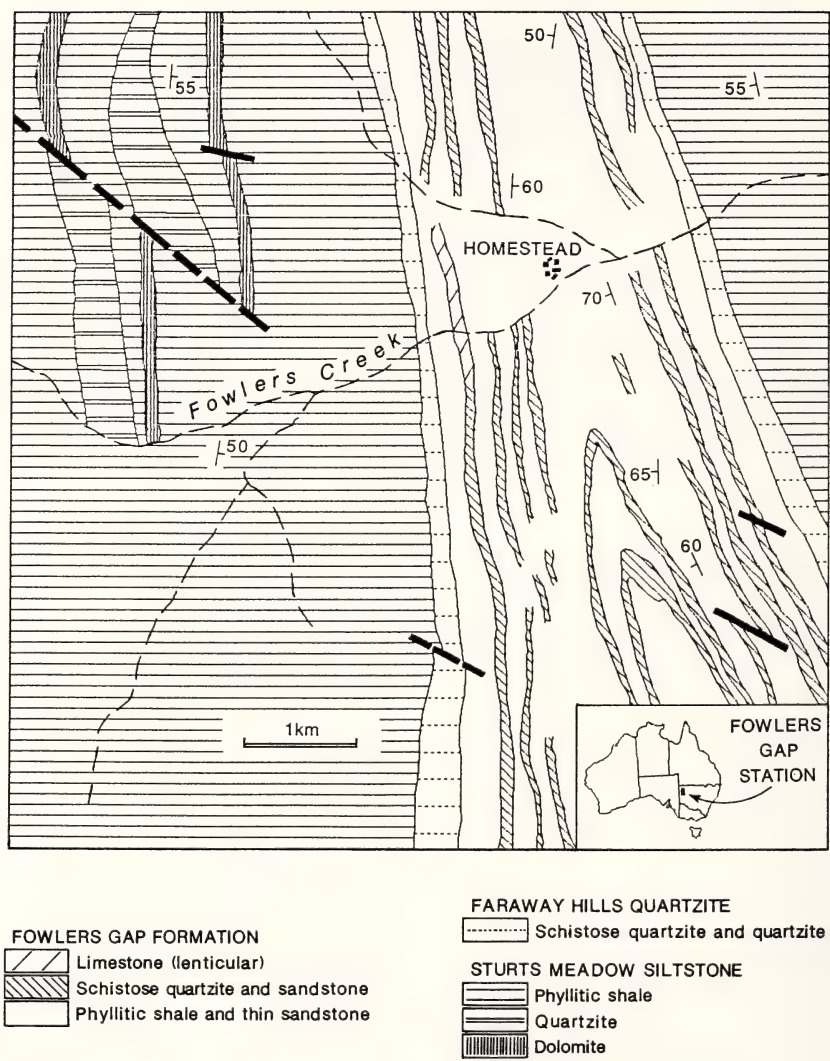 50
55
55
60
HOMESTEAD
70
Fowlers Creek
50
65
60
1km
FOWLERS
GAP
STATION
FOWLERS GAP FORMATION
Limestone (lenticular)
Schistose quartzite and sandstone
Phyllitic shale and thin sandstone
FARAWAY HILLS QUARTZITE
Schistose quartzite and quartzite
STURTS MEADOW SILTSTONE
Phyllitic shale
Quartzite
Dolomite